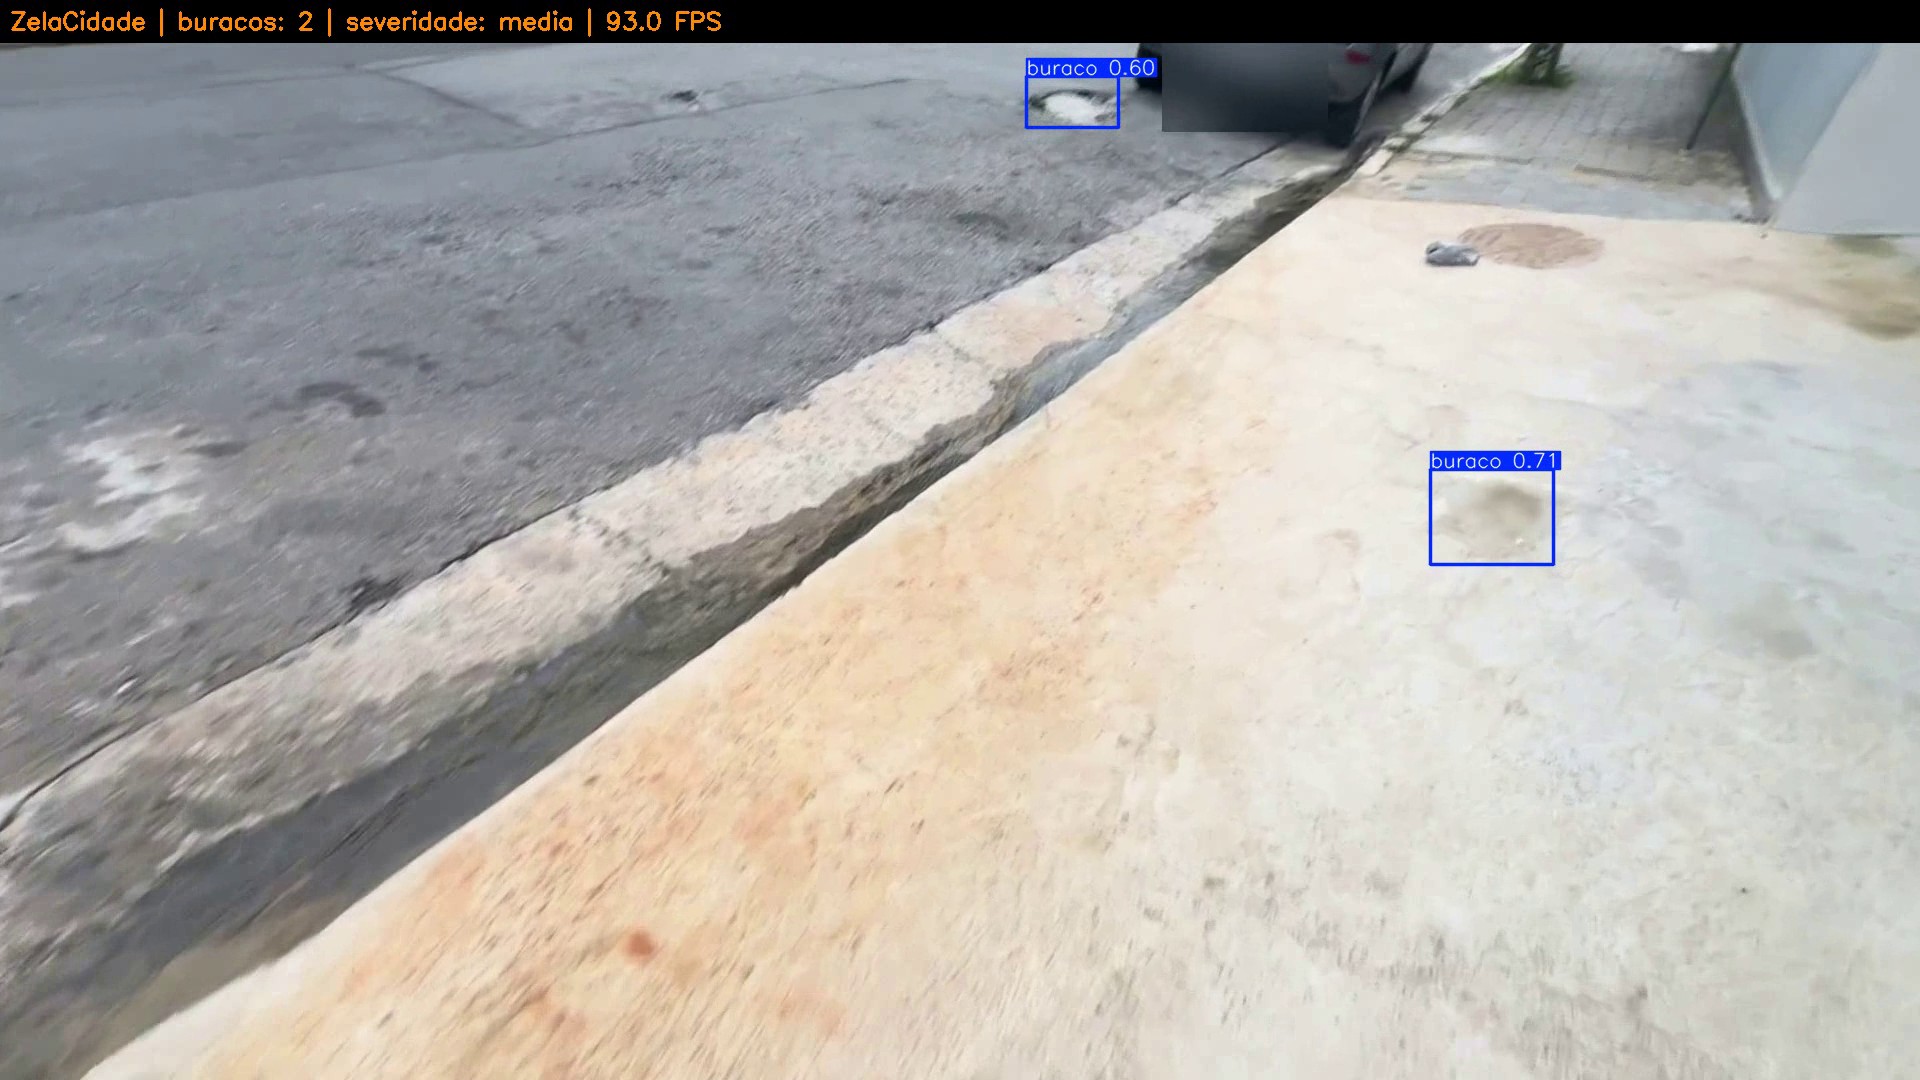 ZelaCidade | buracos: 2 | severidade: media | 93.0 FPS
buraco 0.60
buraco 0.71